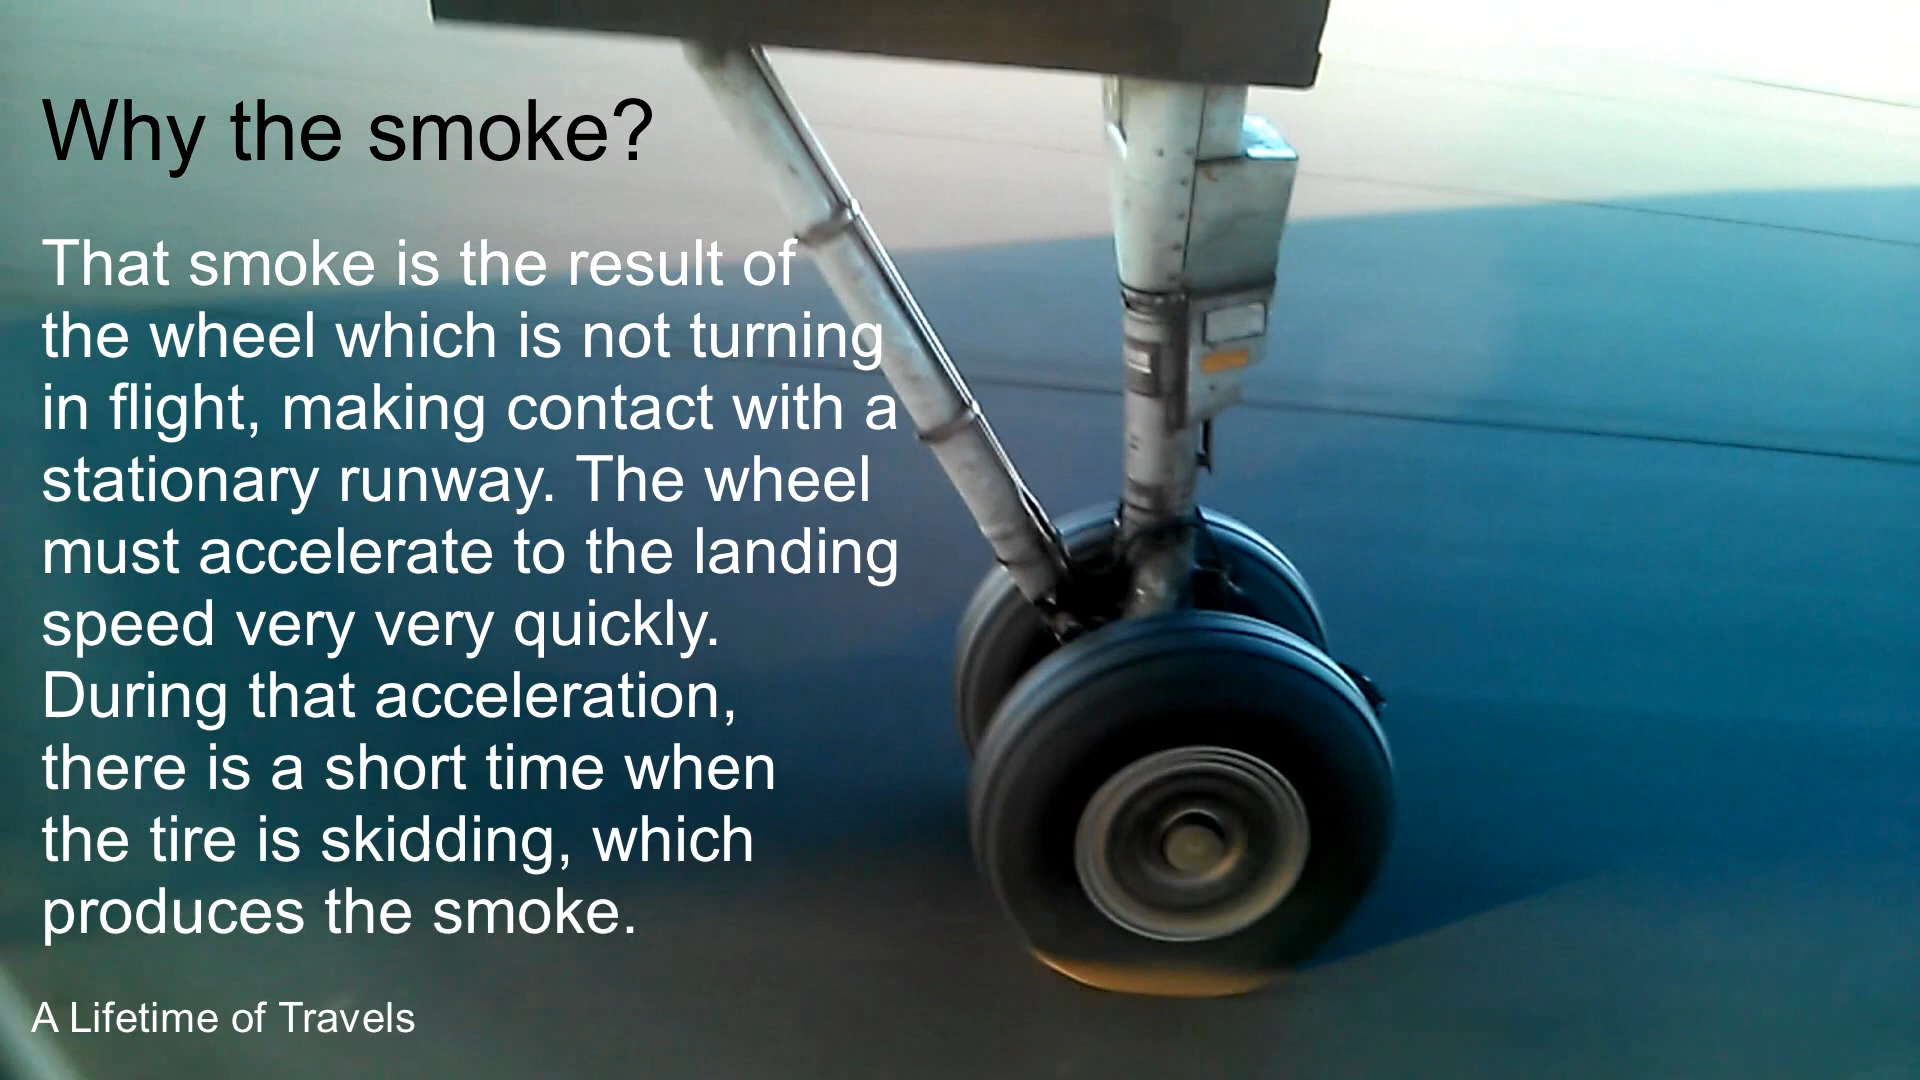 Why the smoke?
That smoke is the result of
the wheel which is not turning
in flight, making contact with a
stationary runway. The wheel
must accelerate to the landing
speed very very quickly.
During that acceleration,
there is a short time when
the tire is skidding, which
produces the smoke.
A Lifetime of Travels